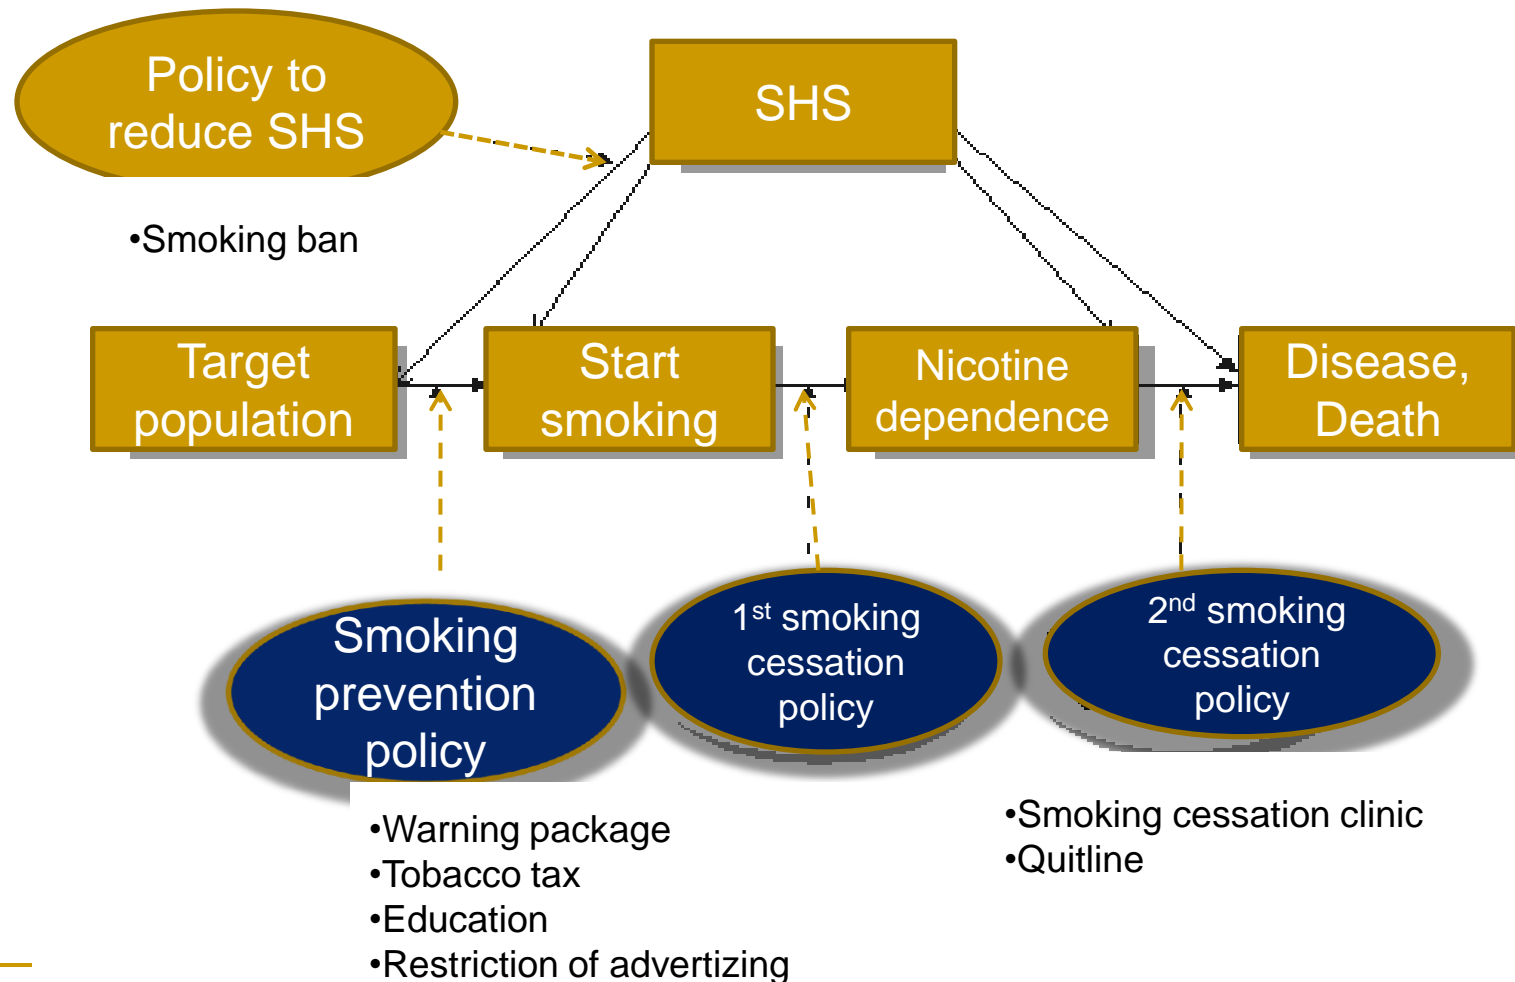 Policy to
reduce SHS
SHS
•Smoking ban
Target
population
Start
smoking
Nicotine
dependence
Disease,
Death
Smoking
prevention
policy
1st smoking
cessation
policy
2nd smoking
cessation
policy
•Warning package
•Tobacco tax
•Education
•Restriction of advertizing
•Smoking cessation clinic
•Quitline